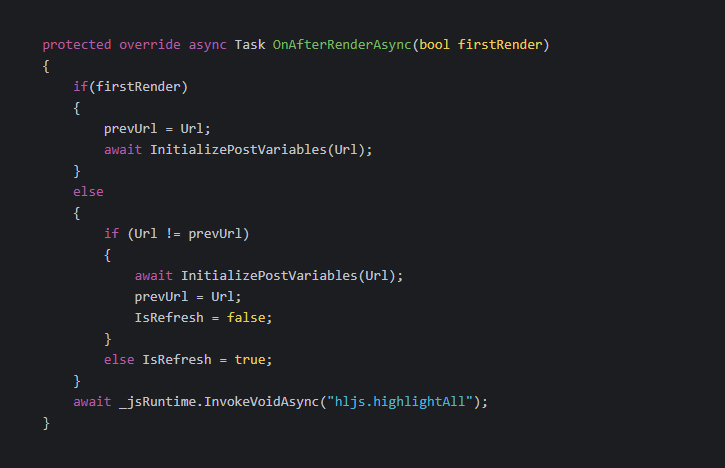 protected override async Task OnAfterRenderAsync(bool firstRender)
{
    if(firstRender)
    {
        prevUrl = Url;
        await InitializePostVariables(Url);
    }
    else
    {
        if (Url != prevUrl)
        {
            await InitializePostVariables(Url);
            prevUrl = Url;
            IsRefresh = false;
        }
        else IsRefresh = true;
    }
    await _jsRuntime.InvokeVoidAsync("hljs.highlightAll");
}